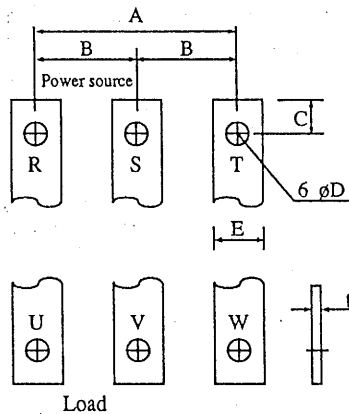 A
B B
Power source
C
R S T
6 øD
E
U V W
t
Load